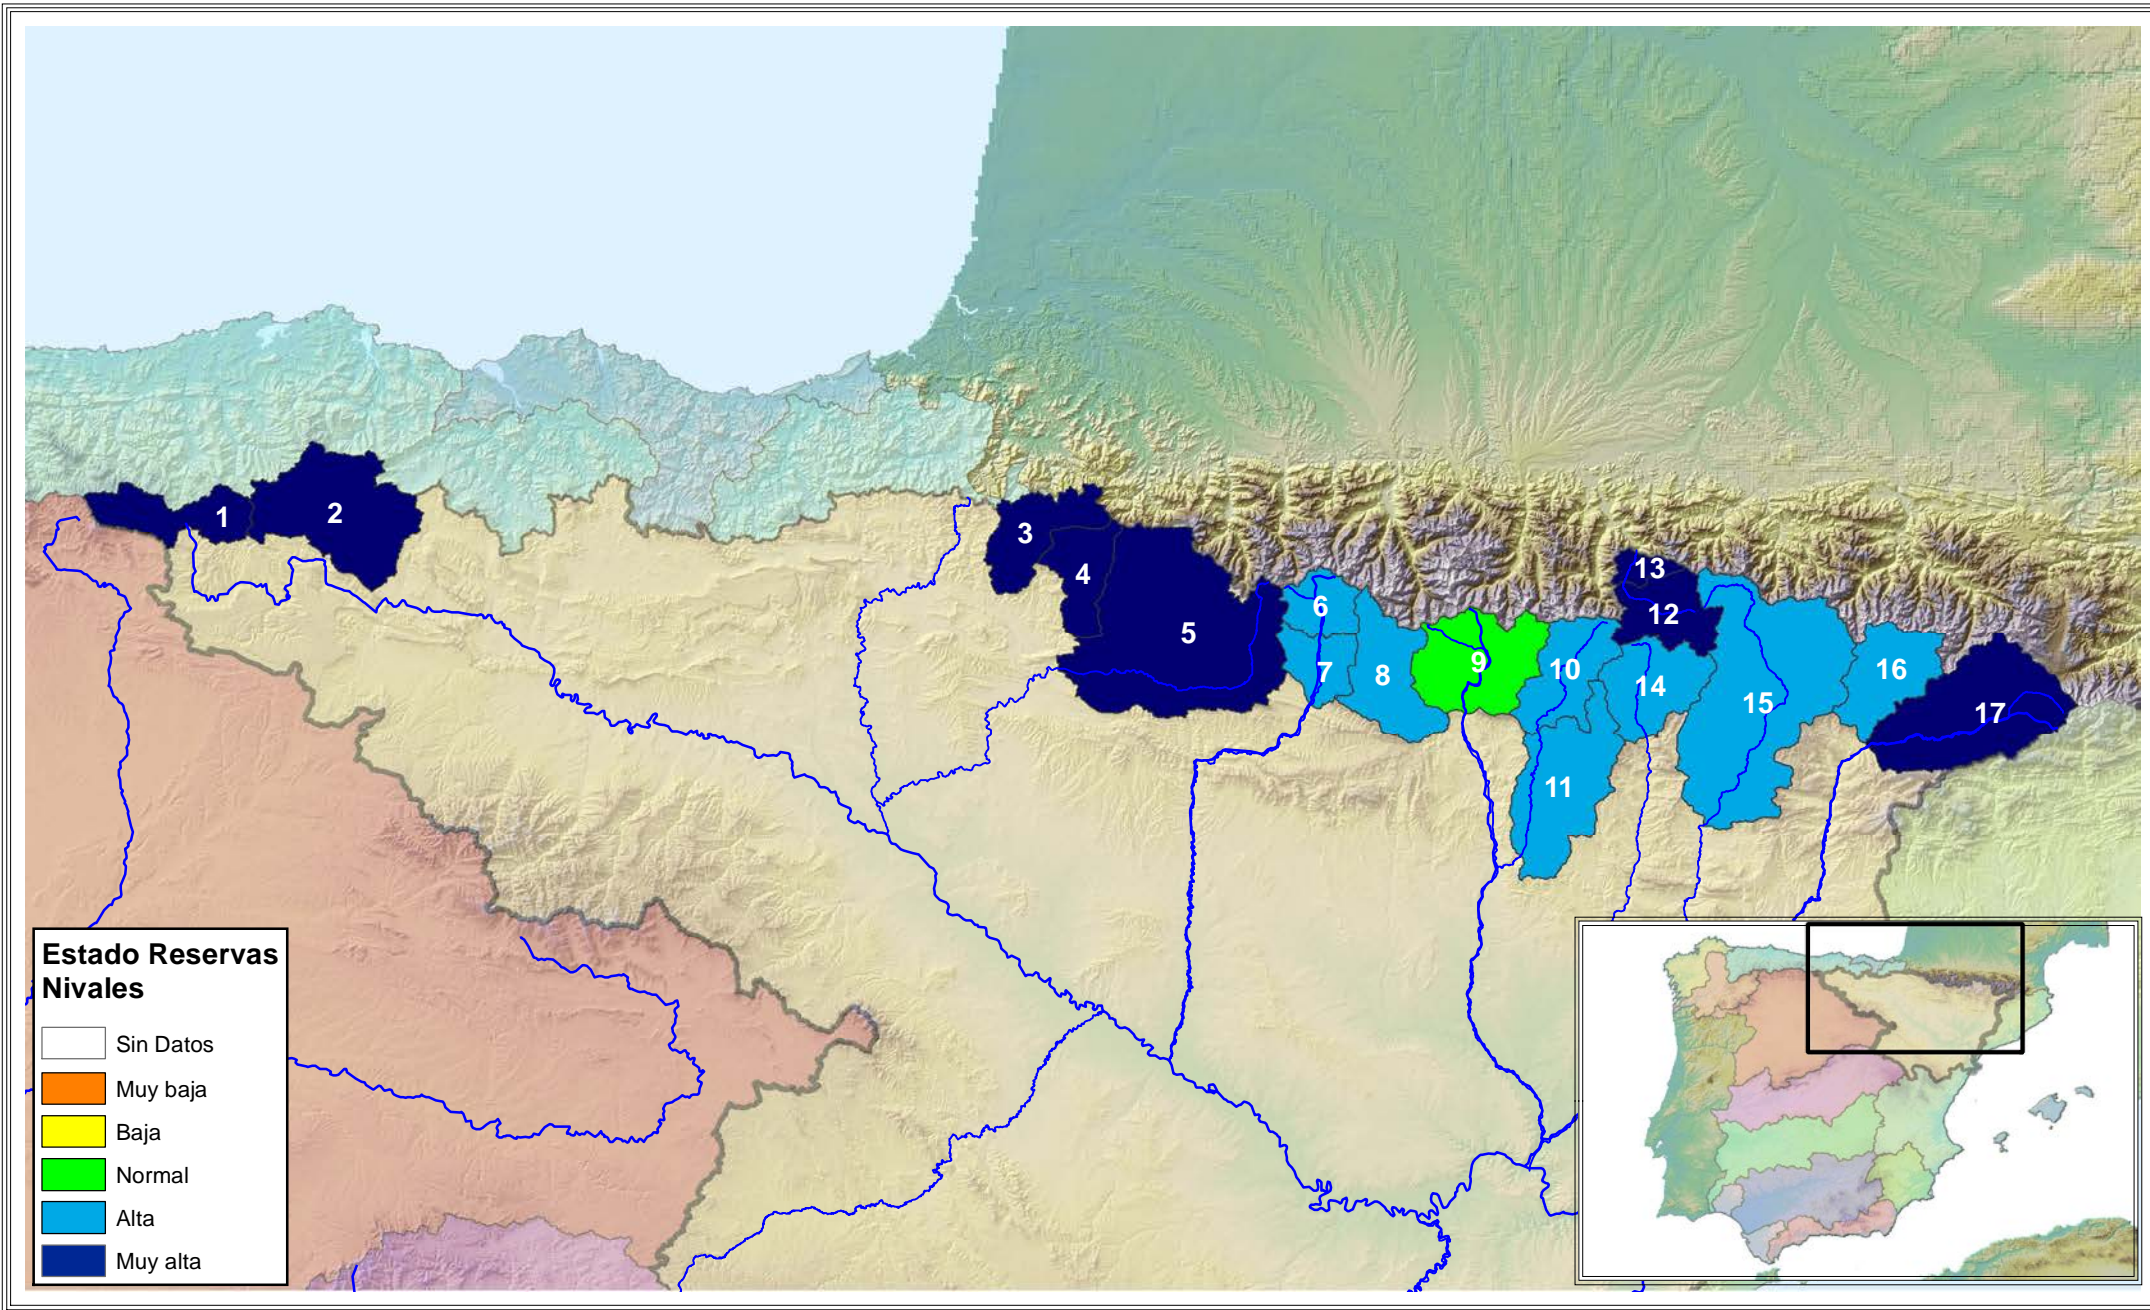 1
2
3
4
5
6
7
8
9
10
11
12
13
14
15
16
17
Estado Reservas
Nivales
Sin Datos
Muy baja
Baja
Normal
Alta
Muy alta